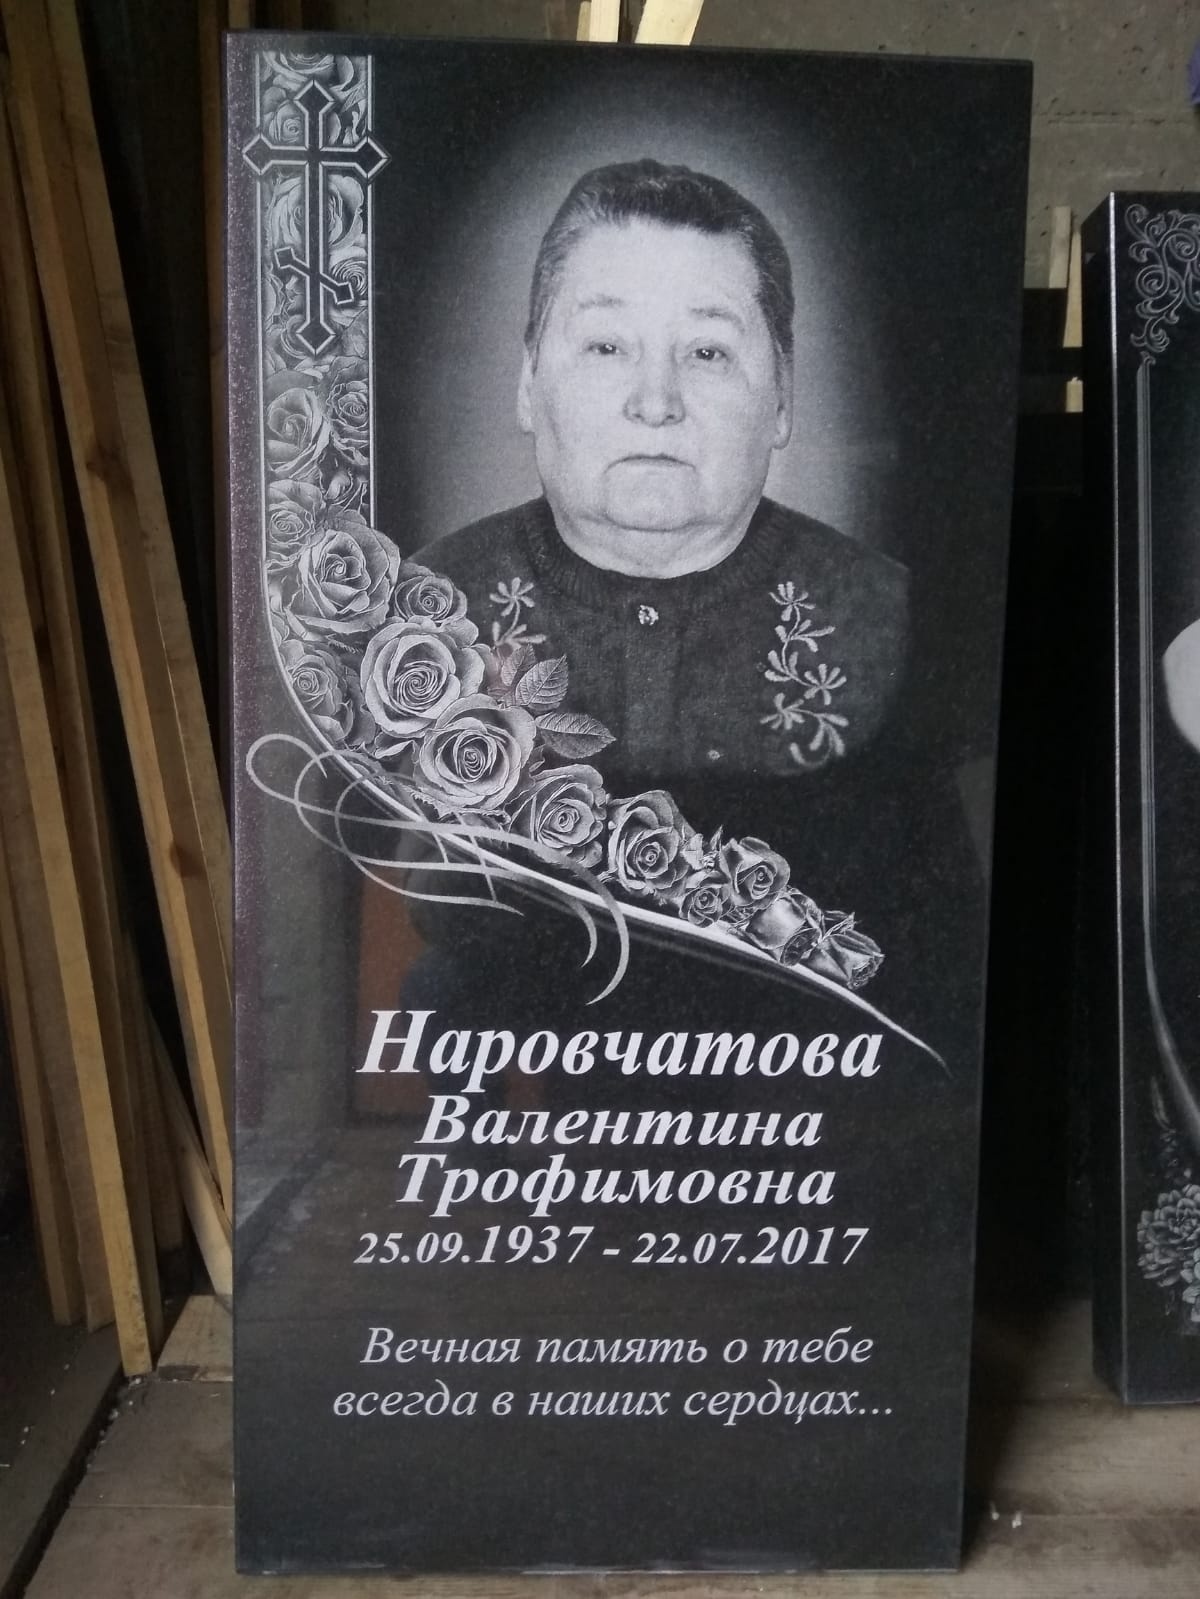 Наровчатова
Валентина
Трофимовна
25.09.1937 - 22.07.2017
Вечная память о тебе
всегда в наших сердцах...